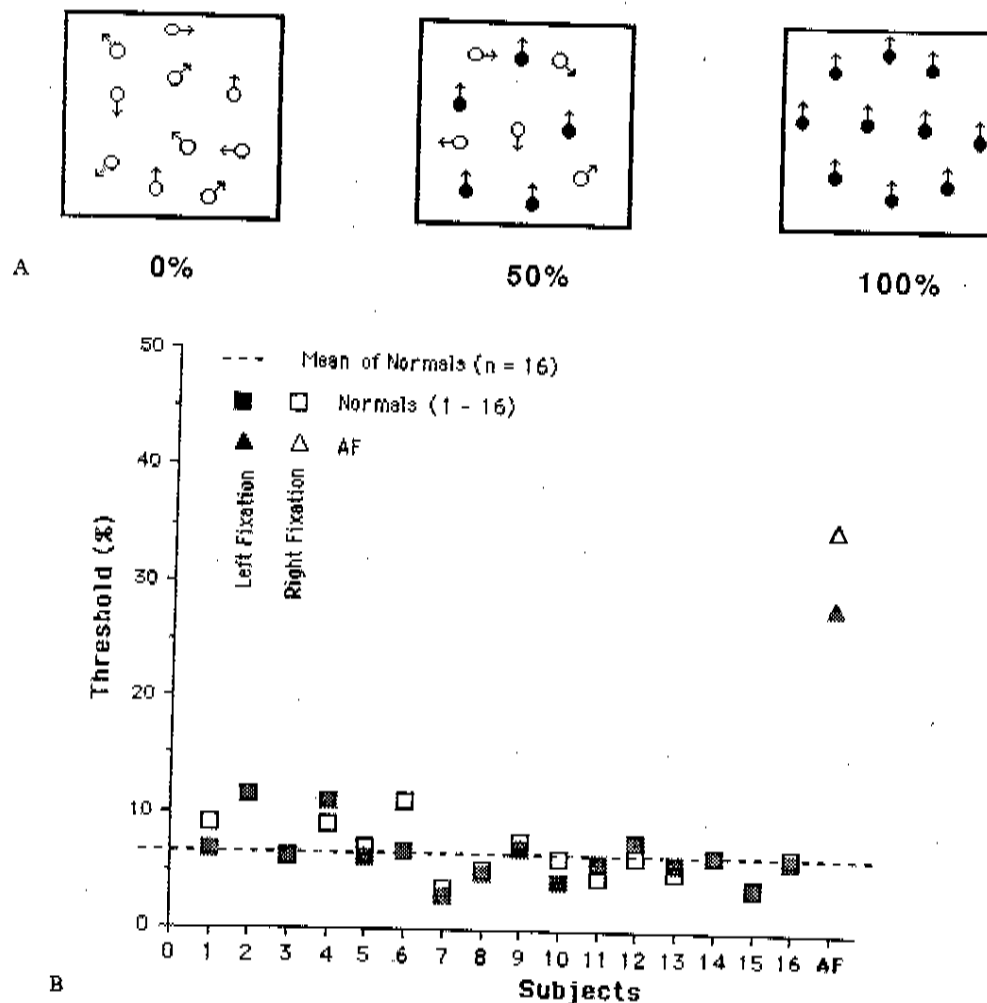 A
0%
50%
100%
50
40
30
20
10
0
Threshold (%)
Mean of Normals (n = 16)
Normals (1 - 16)
AF
Left Fixation
Right Fixation
0 1 2 3 4 5 6 7 8 9 10 11 12 13 14 15 16 AF
Subjects
B